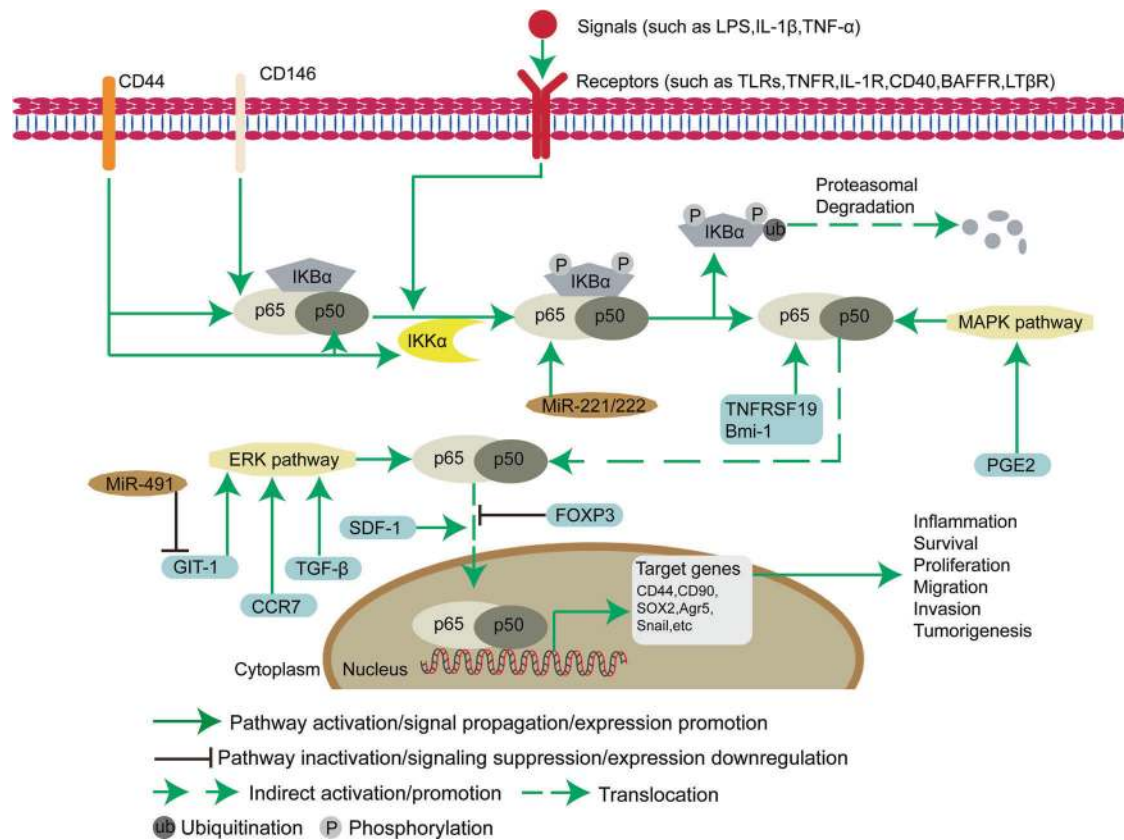 Signals (such as LPS,IL-1β,TNF-α)
CD44
CD146
Receptors (such as TLRs,TNFR,IL-1R,CD40,BAFFR,LTβR)
Proteasomal
Degradation
P
P
IKBα
ub
IKBα
p65
p50
P
P
IKBα
p65
p50
p65
p50
MAPK pathway
IKKα
MiR-221/222
TNFRSF19
Bmi-1
PGE2
ERK pathway
p65
p50
MiR-491
SDF-1
FOXP3
GIT-1
TGF-β
CCR7
Target genes
CD44,CD90,
SOX2,Agr5,
Snail,etc
Inflammation
Survival
Proliferation
Migration
Invasion
Tumorigenesis
p65
p50
Cytoplasm
Nucleus
Pathway activation/signal propagation/expression promotion
Pathway inactivation/signaling suppression/expression downregulation
Indirect activation/promotion
Translocation
ub Ubiquitination
P Phosphorylation